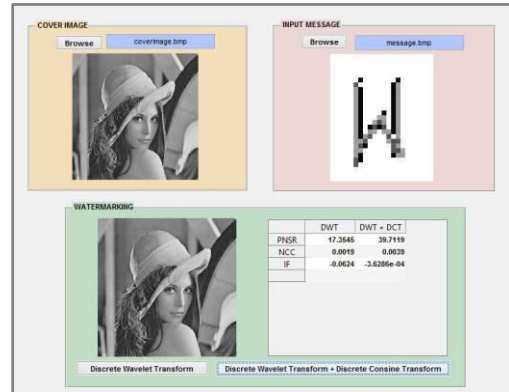 COVER IMAGE
Browse coverimage.bmp
INPUT MESSAGE
Browse message.bmp
W
WATERMARKING
DWT DWT + DCT
PNSR 17.3545 39.7119
NCC 0.0019 0.0039
IF -0.0624 -3.6286e-04
Discrete Wavelet Transform
Discrete Wavelet Transform + Discrete Consine Transform